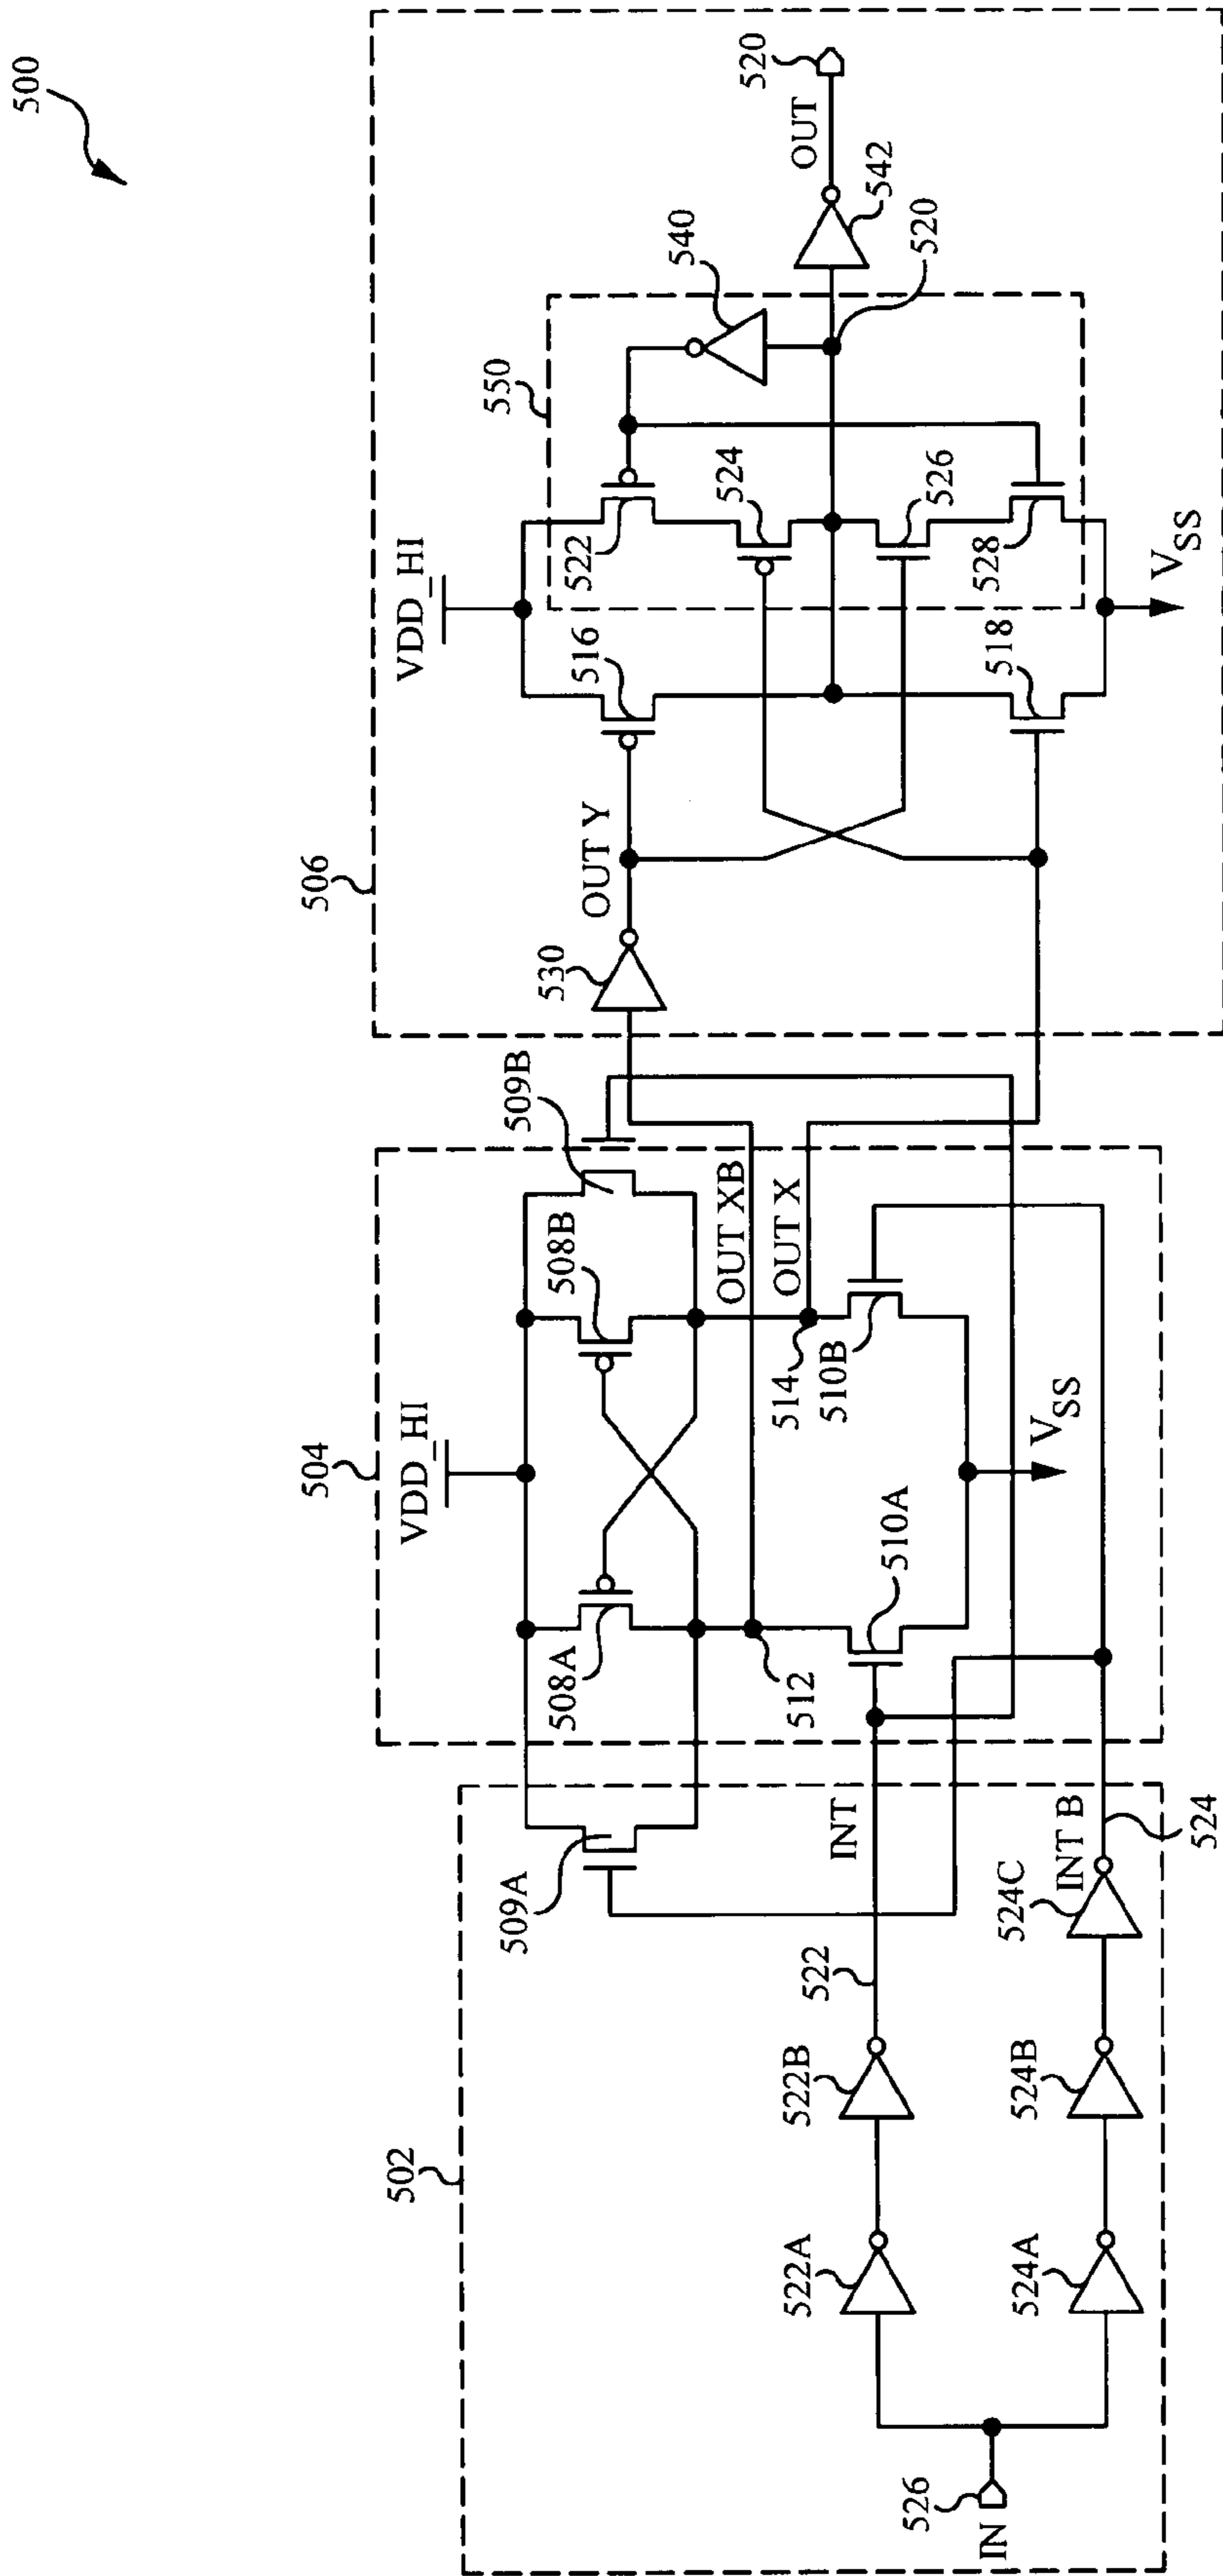 500
506
504
502
VDD_HI
516
522
550
540
524
526
528
518
V_SS
530
OUT Y
OUT
520
542
520
VDD_HI
508A
508B
509B
OUT XB
OUT X
514
510B
510A
512
V_SS
509A
INT
522
522A
522B
524A
524B
524C
INT B
524
526
IN